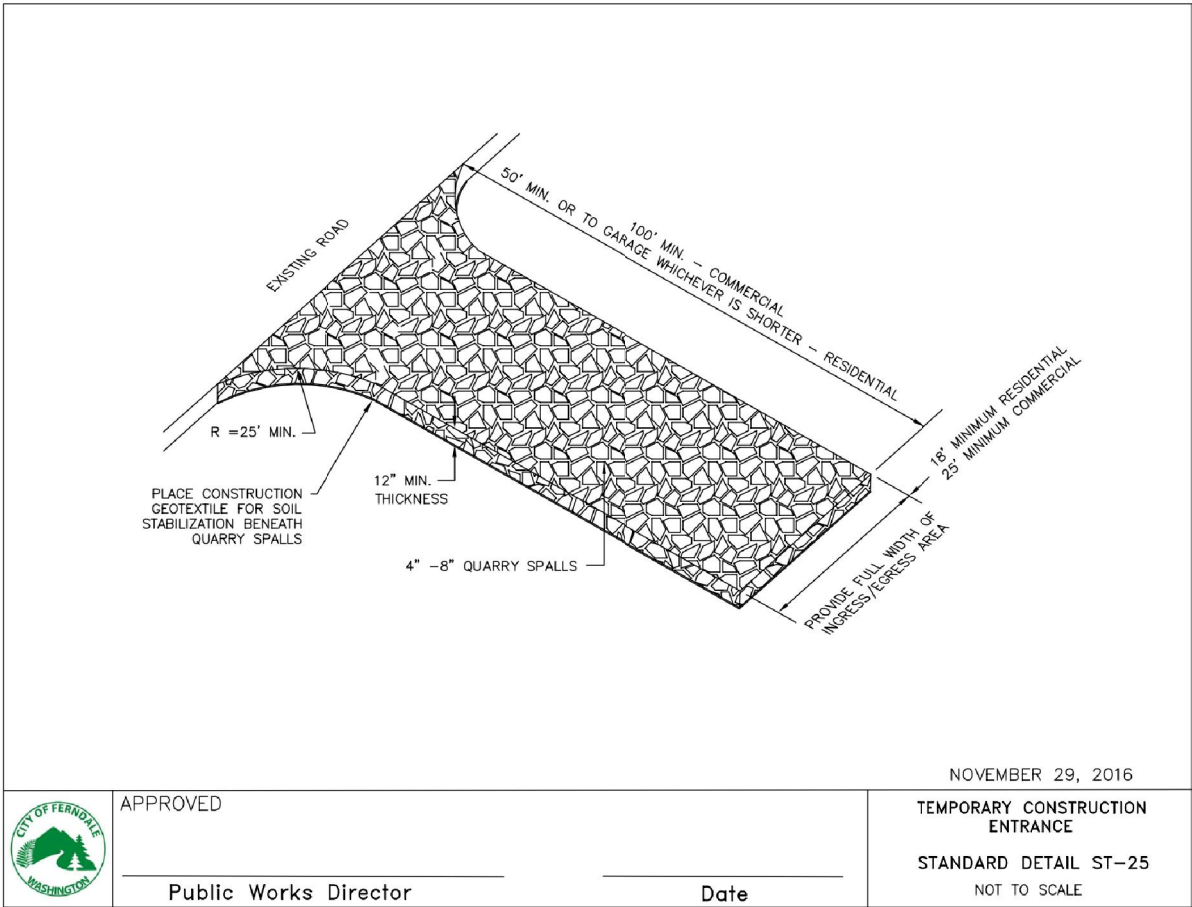 EXISTING ROAD
100' MIN. – COMMERCIAL
50' MIN. OR TO GARAGE WHICHEVER IS SHORTER – RESIDENTIAL
18' MINIMUM RESIDENTIAL
25' MINIMUM COMMERCIAL
R =25' MIN.
12" MIN.
THICKNESS
PLACE CONSTRUCTION
GEOTEXTILE FOR SOIL
STABILIZATION BENEATH
QUARRY SPALLS
4" –8" QUARRY SPALLS
PROVIDE FULL WIDTH OF
INGRESS/EGRESS AREA
NOVEMBER 29, 2016
CITY OF FERNDALE
WASHINGTON
APPROVED
Public Works Director
Date
TEMPORARY CONSTRUCTION
ENTRANCE
STANDARD DETAIL ST–25
NOT TO SCALE